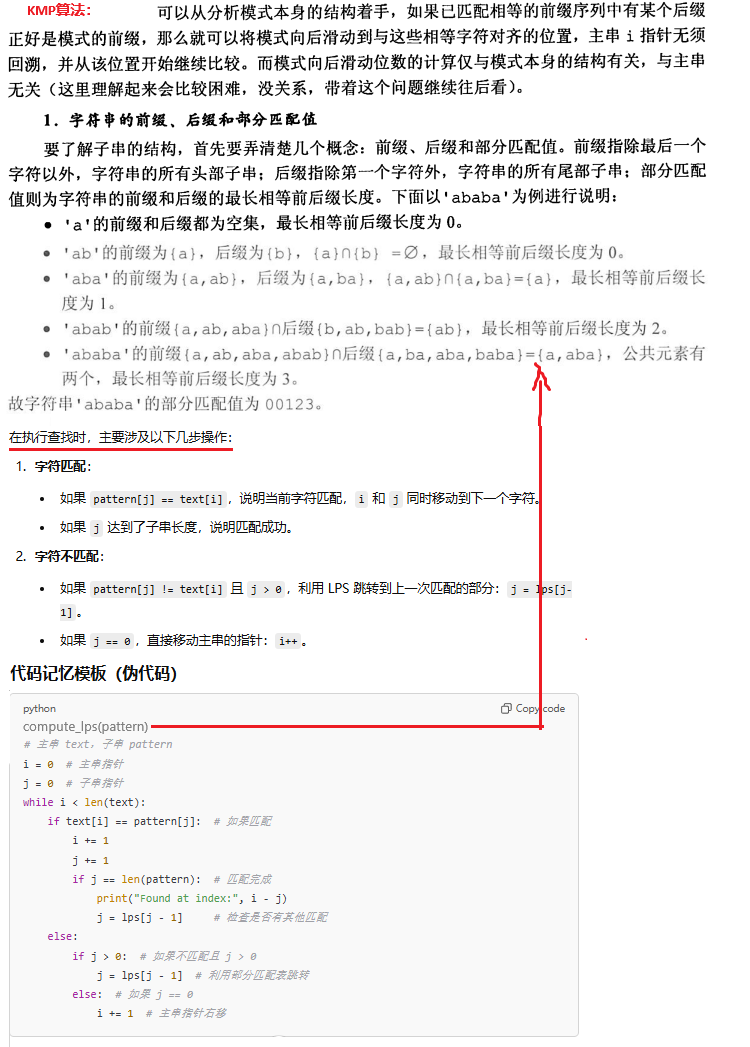 KMP算法： 可以从分析模式本身的结构着手，如果已匹配相等的前缀序列中有某个后缀
正好是模式的前缀，那么就可以将模式向后滑动到与这些相等字符对齐的位置，主串 i 指针无须
回溯，并从该位置开始继续比较。而模式向后滑动位数的计算仅与模式本身的结构有关，与主串
无关（这里理解起来会比较困难，没关系，带着这个问题继续往后看）。
1．字符串的前缀、后缀和部分匹配值
要了解子串的结构，首先要弄清楚几个概念：前缀、后缀和部分匹配值。前缀指除最后一个
字符以外，字符串的所有头部子串；后缀指除第一个字符外，字符串的所有尾部子串；部分匹配
值则为字符串的前缀和后缀的最长相等前后缀长度。下面以'ababa'为例进行说明：
● 'a'的前缀和后缀都为空集，最长相等前后缀长度为 0。
● 'ab'的前缀为{a}，后缀为{b}，{a}∩{b} =∅，最长相等前后缀长度为 0。
● 'aba'的前缀为{a,ab}，后缀为{a,ba}，{a,ab}∩{a,ba}={a}，最长相等前后缀长
度为 1。
● 'abab'的前缀{a,ab,aba}∩后缀{b,ab,bab}={ab}，最长相等前后缀长度为 2。
● 'ababa'的前缀{a,ab,aba,abab}∩后缀{a,ba,aba,baba}={a,aba}，公共元素有
两个，最长相等前后缀长度为 3。
故字符串'ababa'的部分匹配值为 00123。
在执行查找时，主要涉及以下几步操作：
1. 字符匹配：
• 如果 pattern[j] == text[i]，说明当前字符匹配，i 和 j 同时移动到下一个字符。
• 如果 j 达到了子串长度，说明匹配成功。
2. 字符不匹配：
• 如果 pattern[j] != text[i] 且 j > 0，利用 LPS 跳转到上一次匹配的部分：j = lps[j-
1]。
• 如果 j == 0，直接移动主串的指针：i++。
代码记忆模板（伪代码）
python Copy code
compute_lps(pattern)
# 主串 text，子串 pattern
i = 0 # 主串指针
j = 0 # 子串指针
while i < len(text):
if text[i] == pattern[j]: # 如果匹配
i += 1
j += 1
if j == len(pattern): # 匹配完成
print("Found at index:", i - j)
j = lps[j - 1] # 检查是否有其他匹配
else:
if j > 0: # 如果不匹配且 j > 0
j = lps[j - 1] # 利用部分匹配表跳转
else: # 如果 j == 0
i += 1 # 主串指针右移